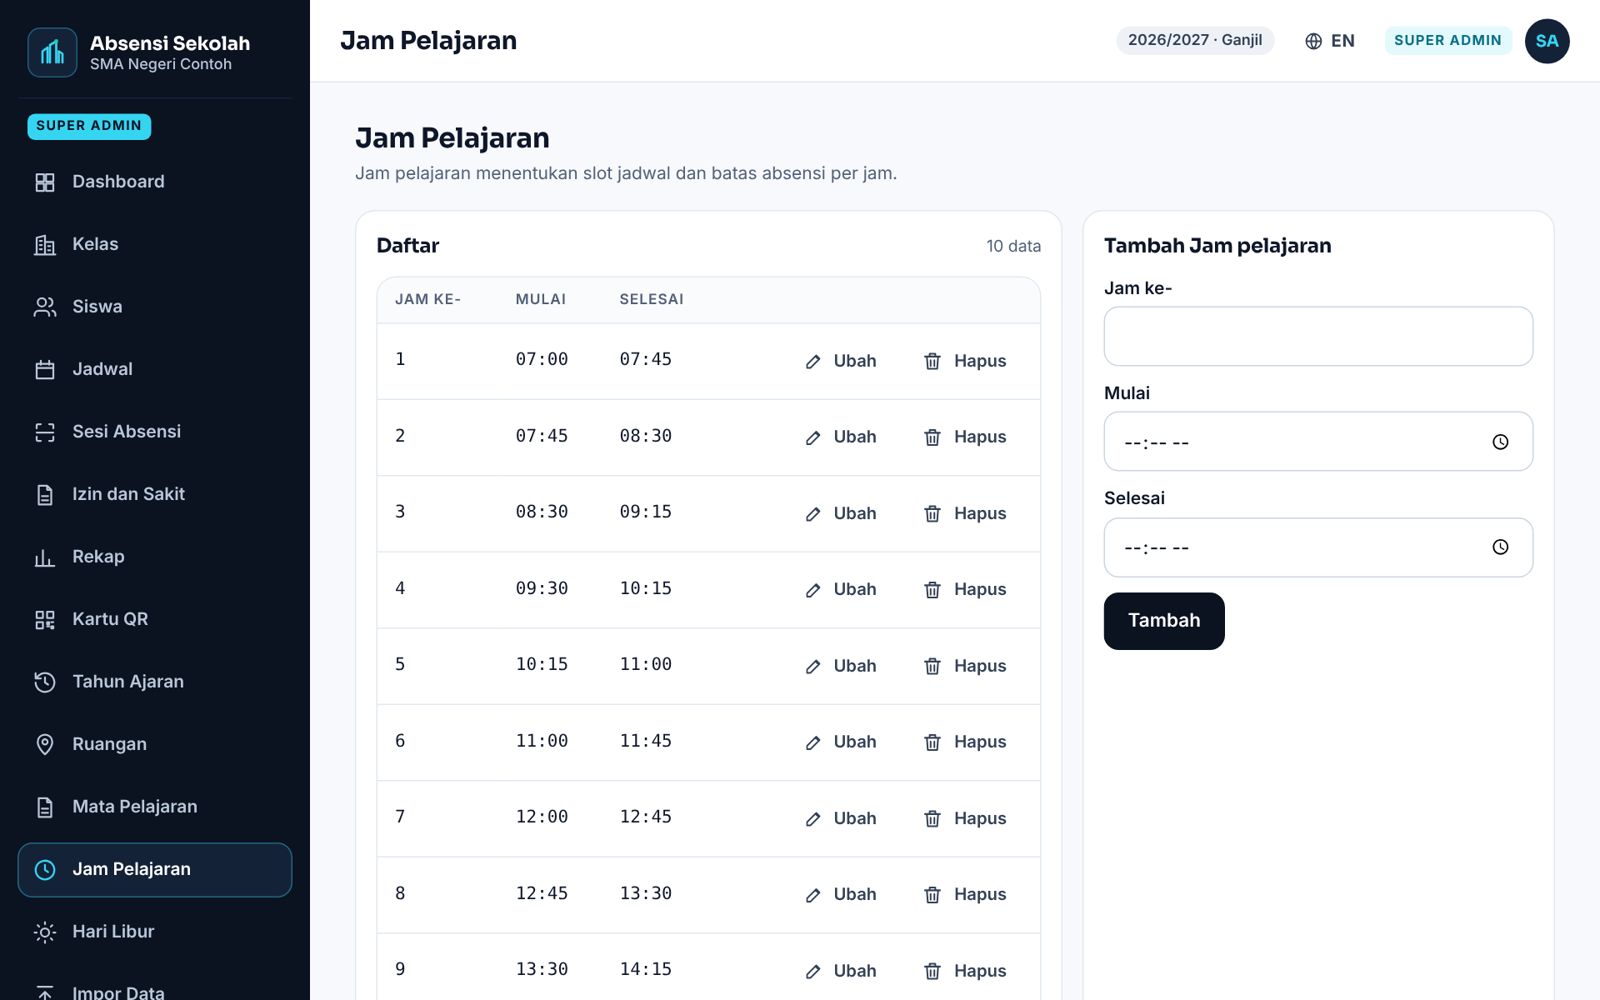 Absensi Sekolah
SMA Negeri Contoh
SUPER ADMIN
Dashboard
Kelas
Siswa
Jadwal
Sesi Absensi
Izin dan Sakit
Rekap
Kartu QR
Tahun Ajaran
Ruangan
Mata Pelajaran
Jam Pelajaran
Hari Libur
Impor Data
Jam Pelajaran
2026/2027 · Ganjil
EN
SUPER ADMIN
SA
Jam Pelajaran
Jam pelajaran menentukan slot jadwal dan batas absensi per jam.
Daftar 10 data
JAM KE- MULAI SELESAI
1 07:00 07:45 Ubah Hapus
2 07:45 08:30 Ubah Hapus
3 08:30 09:15 Ubah Hapus
4 09:30 10:15 Ubah Hapus
5 10:15 11:00 Ubah Hapus
6 11:00 11:45 Ubah Hapus
7 12:00 12:45 Ubah Hapus
8 12:45 13:30 Ubah Hapus
9 13:30 14:15 Ubah Hapus
Tambah Jam pelajaran
Jam ke-
Mulai
--:-- --
Selesai
--:-- --
Tambah